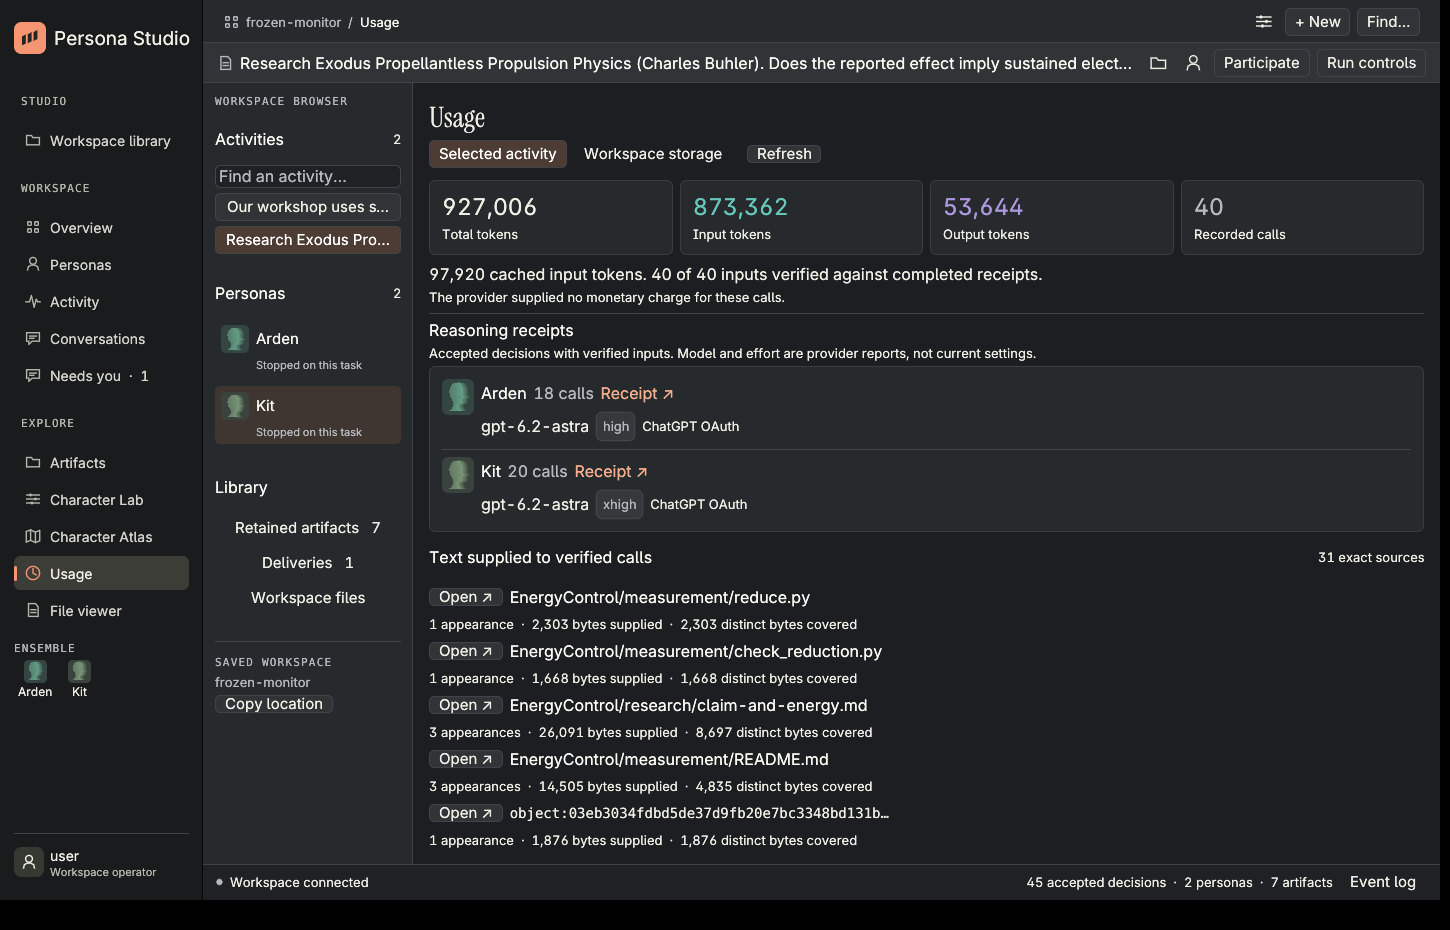 Persona Studio
STUDIO
Workspace library
WORKSPACE
Overview
Personas
Activity
Conversations
Needs you · 1
EXPLORE
Artifacts
Character Lab
Character Atlas
Usage
File viewer
ENSEMBLE
Arden
Kit
user
Workspace operator
frozen-monitor / Usage
+ New
Find...
Research Exodus Propellantless Propulsion Physics (Charles Buhler). Does the reported effect imply sustained elect...
Participate
Run controls
WORKSPACE BROWSER
Activities 2
Find an activity...
Our workshop uses s...
Research Exodus Pro...
Personas 2
Arden
Stopped on this task
Kit
Stopped on this task
Library
Retained artifacts 7
Deliveries 1
Workspace files
SAVED WORKSPACE
frozen-monitor
Copy location
Usage
Selected activity
Workspace storage
Refresh
927,006
Total tokens
873,362
Input tokens
53,644
Output tokens
40
Recorded calls
97,920 cached input tokens. 40 of 40 inputs verified against completed receipts.
The provider supplied no monetary charge for these calls.
Reasoning receipts
Accepted decisions with verified inputs. Model and effort are provider reports, not current settings.
Arden 18 calls Receipt ↗
gpt-6.2-astra high ChatGPT OAuth
Kit 20 calls Receipt ↗
gpt-6.2-astra xhigh ChatGPT OAuth
Text supplied to verified calls
31 exact sources
Open ↗ EnergyControl/measurement/reduce.py
1 appearance · 2,303 bytes supplied · 2,303 distinct bytes covered
Open ↗ EnergyControl/measurement/check_reduction.py
1 appearance · 1,668 bytes supplied · 1,668 distinct bytes covered
Open ↗ EnergyControl/research/claim-and-energy.md
3 appearances · 26,091 bytes supplied · 8,697 distinct bytes covered
Open ↗ EnergyControl/measurement/README.md
3 appearances · 14,505 bytes supplied · 4,835 distinct bytes covered
Open ↗ object:03eb3034fdbd5de37d9fb20e7bc3348bd131b…
1 appearance · 1,876 bytes supplied · 1,876 distinct bytes covered
Workspace connected
45 accepted decisions · 2 personas · 7 artifacts
Event log